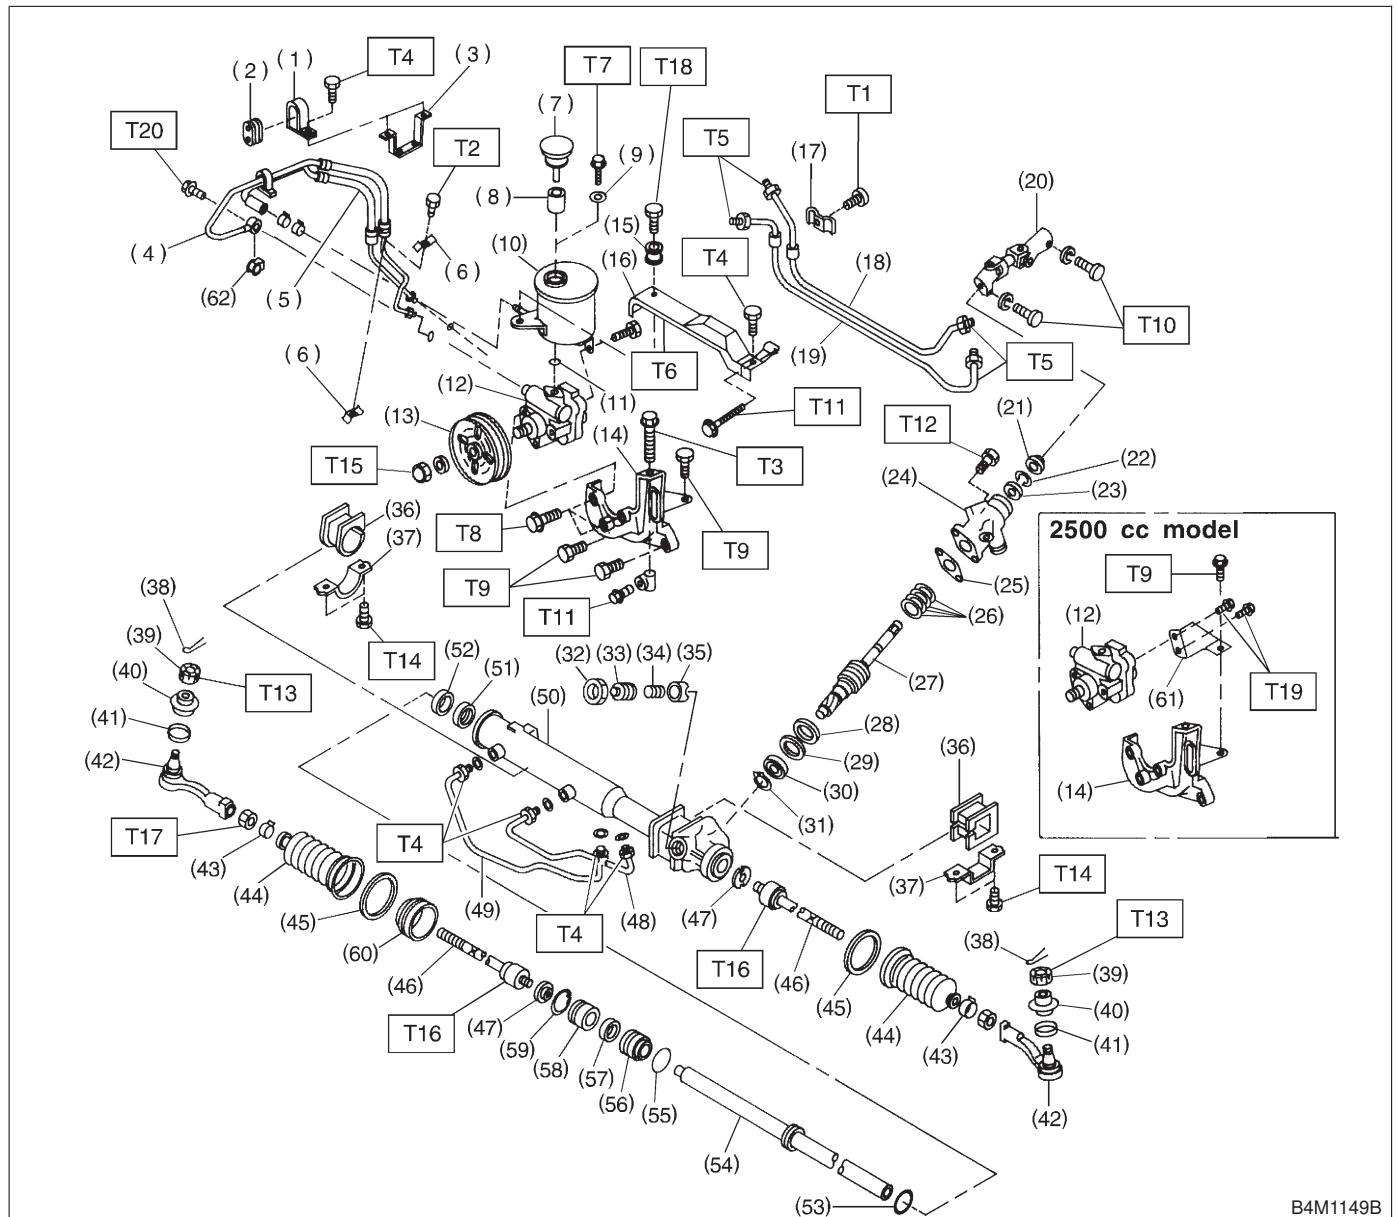 (2)
(1)
T4
(3)
T7
T18
T1
T20
T2
(7)
T5
(17)
(9)
(20)
(8)
(4)
(15)
(10)
(6)
(16)
T4
(18)
(62)
(5)
T10
(19)
(6)
T6
T5
(12)
(11)
(13)
T11
T12
(21)
(14)
T15
T3
(22)
(24)
(23)
(36)
T8
(37)
T9
2500 cc model
T9
(25)
(38)
T9
(26)
(12)
T11
(39)
T14
(52)
(51)
(32)
(33)
(34)
(35)
(40)
T13
(50)
(27)
(61)
T19
(41)
(28)
(36)
(42)
(29)
(30)
(14)
(31)
T17
T4
(43)
(37)
T14
(44)
(49)
(48)
(47)
(45)
T4
T13
(38)
(60)
T16
(46)
(39)
(46)
(45)
(40)
(44)
T16
(47)
(43)
(41)
(59)
(58)
(57)
(56)
(55)
(42)
(54)
(53)
B4M1149B